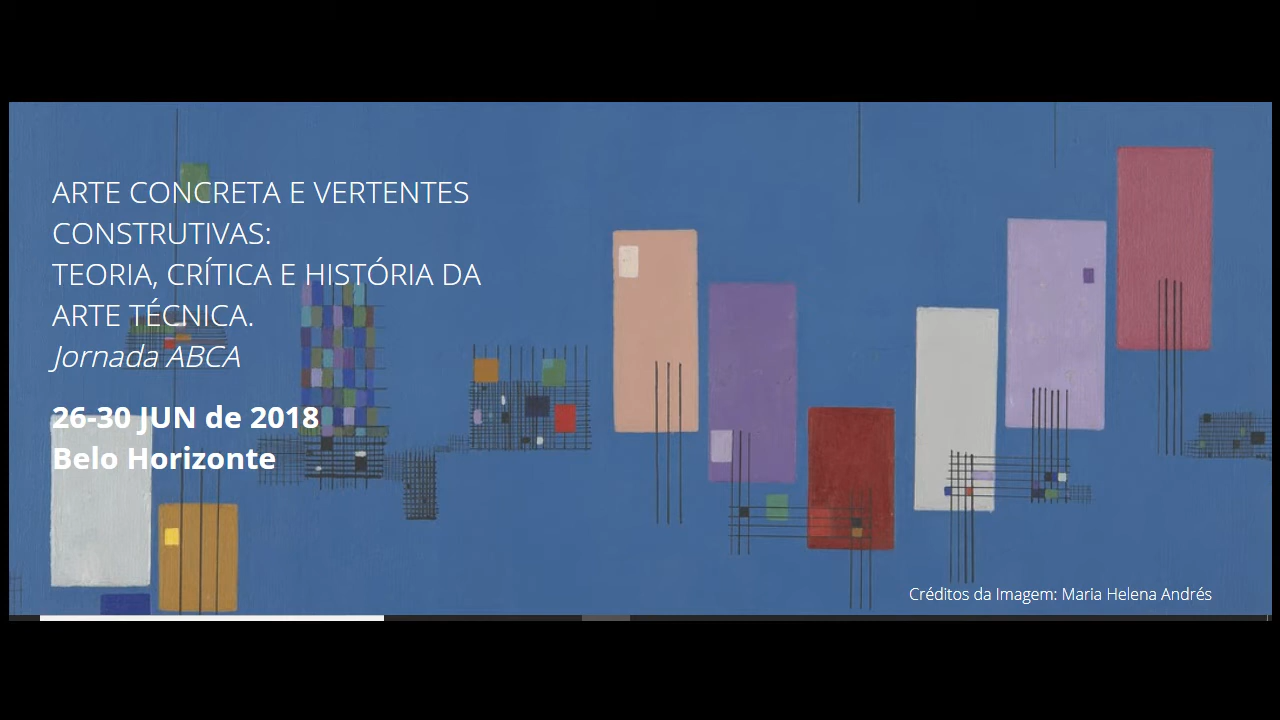 ARTE CONCRETA E VERTENTES
CONSTRUTIVAS:
TEORIA, CRÍTICA E HISTÓRIA DA
ARTE TÉCNICA.
Jornada ABCA
26-30 JUN de 2018
Belo Horizonte
Créditos da Imagem: Maria Helena Andrés